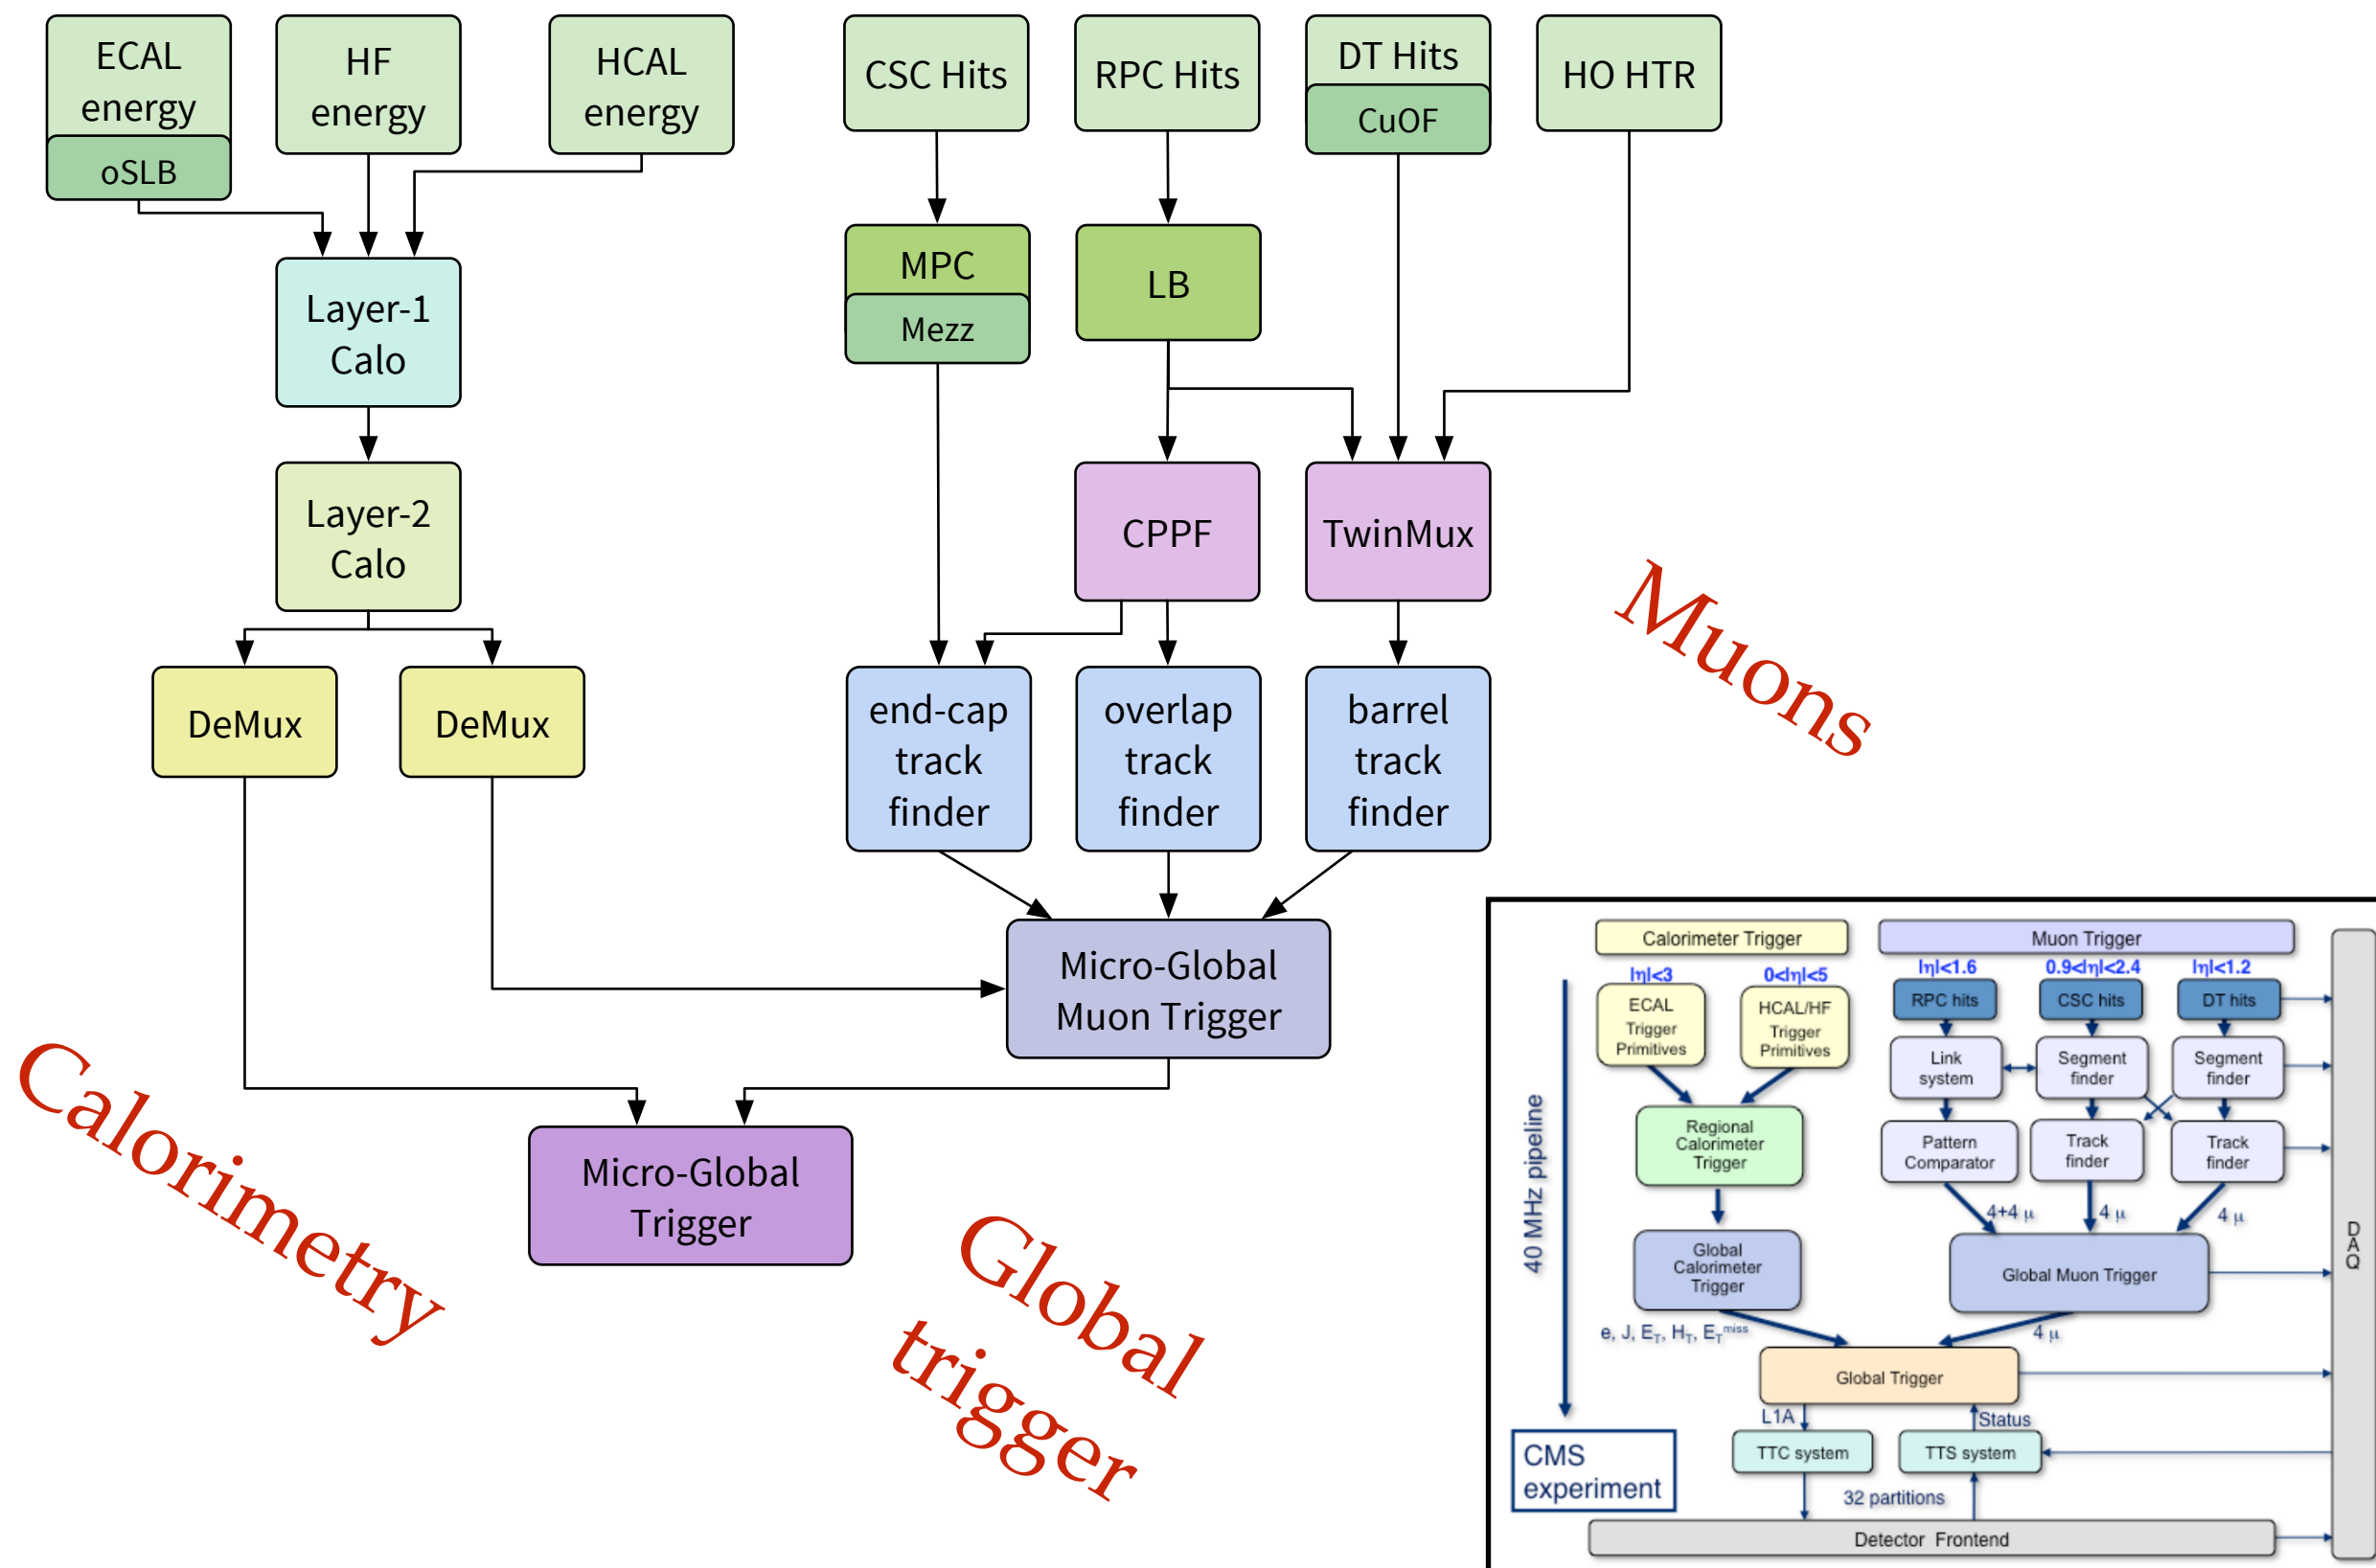 ECAL
energy
oSLB
HF
energy
HCAL
energy
CSC Hits
RPC Hits
DT Hits
CuOF
HO HTR
MPC
Mezz
LB
Layer-1
Calo
Layer-2
Calo
CPPF
TwinMux
DeMux
DeMux
end-cap
track
finder
overlap
track
finder
barrel
track
finder
Muons
Micro-Global
Muon Trigger
Calorimetry
Micro-Global
Trigger
Global
trigger
Calorimeter Trigger
Muon Trigger
|η|<3
0<|η|<5
|η|<1.6
0.9<|η|<2.4
|η|<1.2
ECAL
Trigger
Primitives
HCAL/HF
Trigger
Primitives
RPC hits
CSC hits
DT hits
Link
system
Segment
finder
Segment
finder
Regional
Calorimeter
Trigger
Pattern
Comparator
Track
finder
Track
finder
40 MHz pipeline
4+4 μ
4 μ
4 μ
Global
Calorimeter
Trigger
Global Muon Trigger
DAQ
e, J, E_T, H_T, E_T^miss
4 μ
Global Trigger
L1A
Status
TTC system
TTS system
CMS
experiment
32 partitions
Detector Frontend